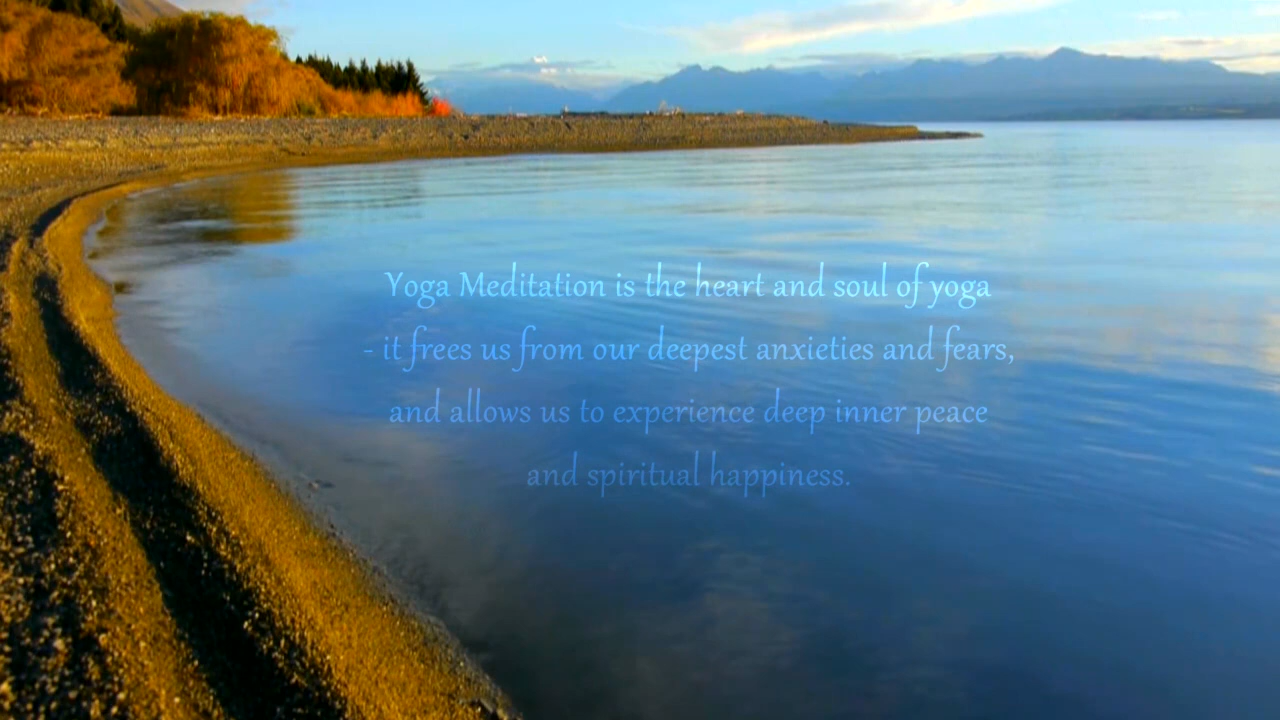 Yoga Meditation is the heart and soul of yoga
- it frees us from our deepest anxieties and fears,
and allows us to experience deep inner peace
and spiritual happiness.